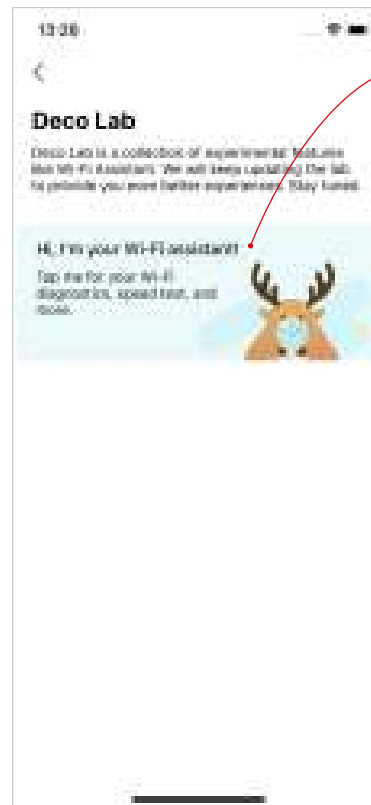 13:28
Deco Lab
Deco Lab is a collection of experimental features
like Wi-Fi Assistant. We will keep updating the lab
to provide you more better experiences. Stay tuned.
Hi, I'm your Wi-Fi assistant!
Tap me for your Wi-Fi
diagnostics, speed test, and
more.